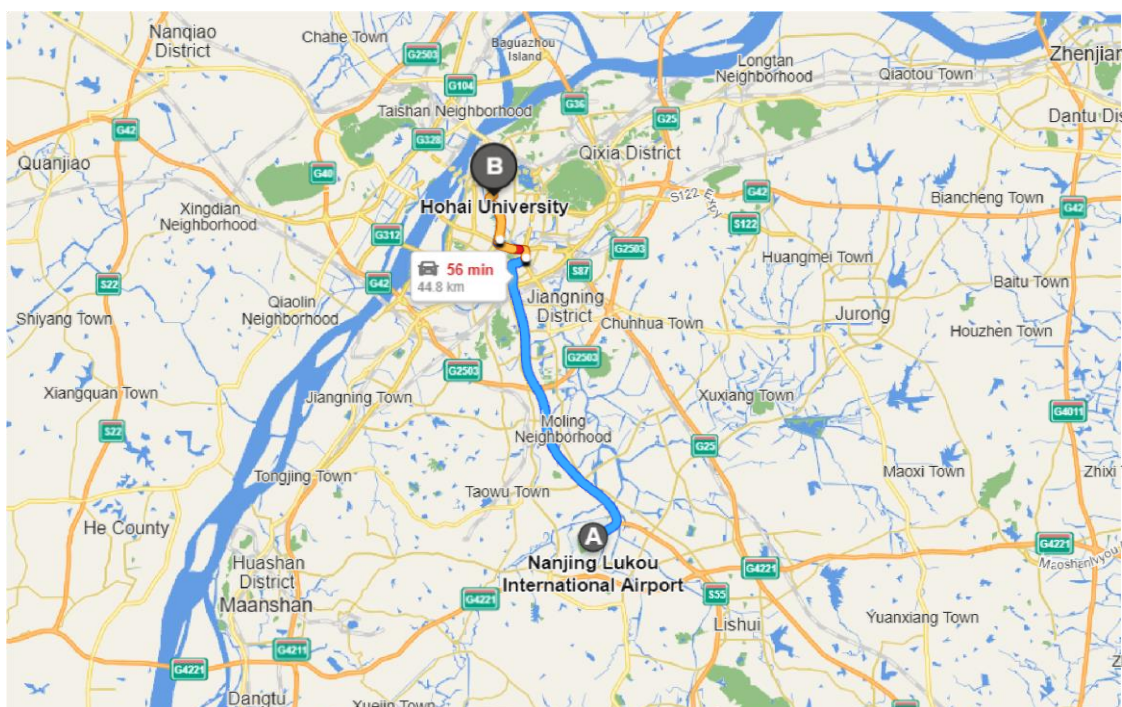 Nanqiao
District
Chahe Town
G2503
Baguazhou
Island
Longtan
Neighborhood
Qiaotou Town
Zhenjian
G104
Taishan Neighborhood
G36
G25
Dantu Dis
G42
G328
Quanjiao
Qixia District
B
G40
S122 Expy
G42
Biancheng Town
G42
Xingdian
Neighborhood
Hohai University
G312
S122
G2503
Huangmei Town
56 min
44.8 km
S87
G42
S22
Baitu Town
Qiaolin
Neighborhood
Jiangning
District
Shiyang Town
Chunhua Town
Jurong
Houzhen Town
G2503
G2503
Xiangquan Town
Jiangning Town
Xuxiang Town
G4011
S22
Moling
Neighborhood
G25
Tongjing Town
Maoxi Town
Zhixi
Taowu Town
He County
A
Nanjing Lukou
International Airport
G4221
Huashan
District
G4221
Maanshan
G4221
S55
Yuanxiang Town
Lishui
G4211
G4221
Dangtu
Xuejin Town